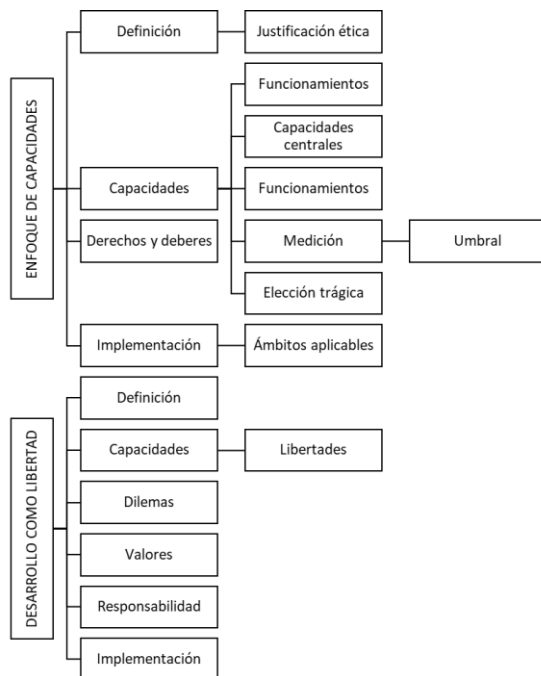 ENFOQUE DE CAPACIDADES
Definición
Justificación ética
Capacidades
Funcionamientos
Capacidades
centrales
Funcionamientos
Medición
Umbral
Elección trágica
Derechos y deberes
Implementación
Ámbitos aplicables
DESARROLLO COMO LIBERTAD
Definición
Capacidades
Libertades
Dilemas
Valores
Responsabilidad
Implementación